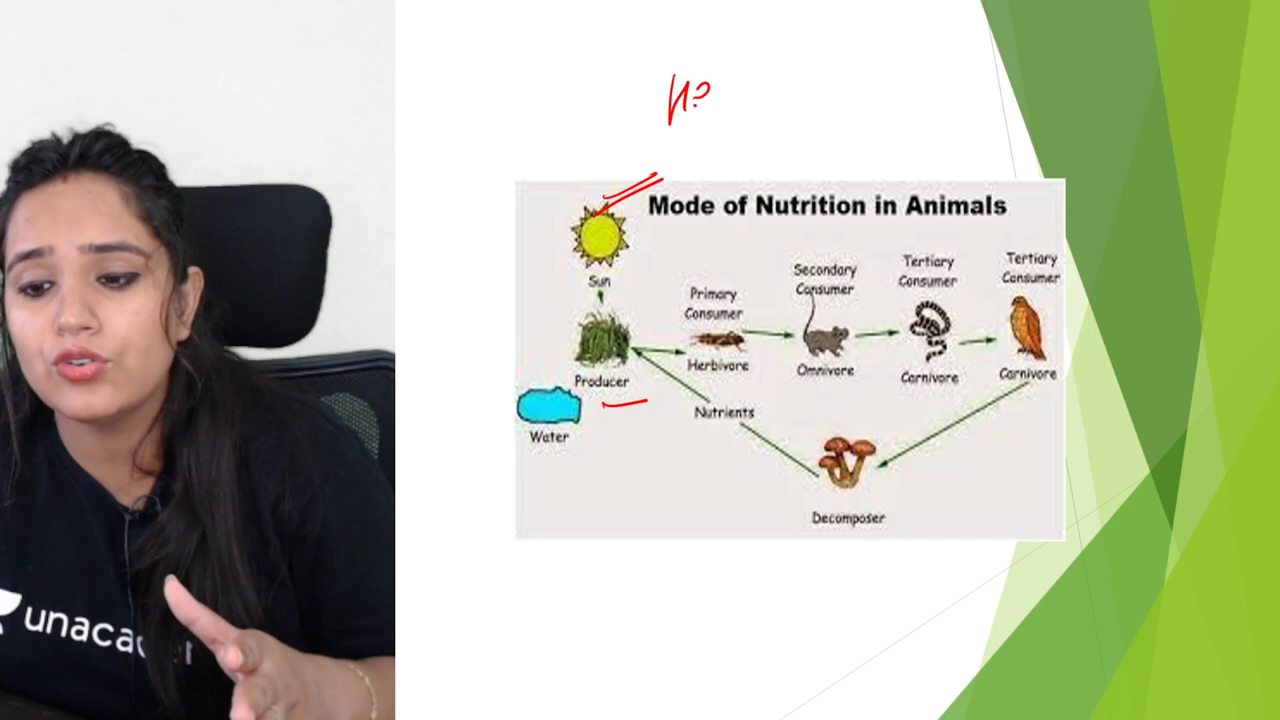 Mode of Nutrition in Animals
Sun
Primary
Consumer
Secondary
Consumer
Tertiary
Consumer
Tertiary
Consumer
Herbivore
Omnivore
Carnivore
Carnivore
Producer
Water
Nutrients
Decomposer